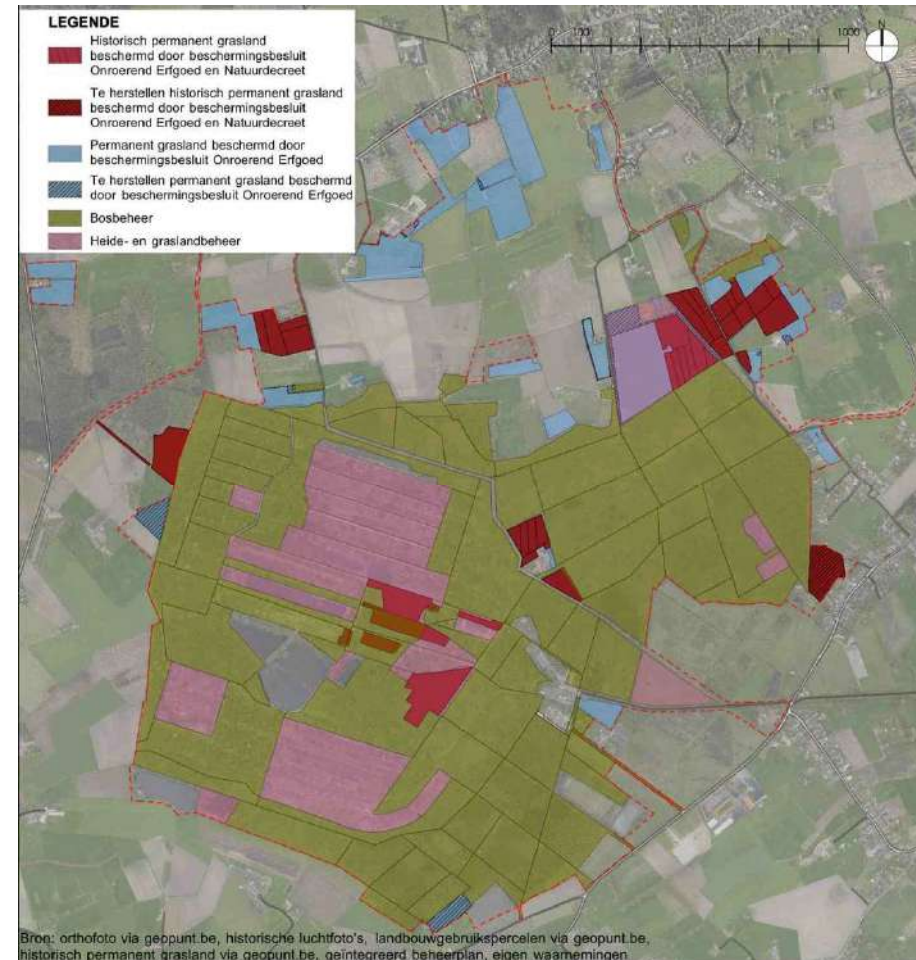 LEGENDE
Historisch permanent grasland
beschermd door beschermingsbesluit
Onroerend Erfgoed en Natuurdecreet
Te herstellen historisch permanent grasland
beschermd door beschermingsbesluit
Onroerend Erfgoed en Natuurdecreet
Permanent grasland beschermd door
beschermingsbesluit Onroerend Erfgoed
Te herstellen permanent grasland beschermd
door beschermingsbesluit Onroerend Erfgoed
Bosbeheer
Heide- en graslandbeheer
0 100 1000
N
Bron: orthofoto via geopunt.be, historische luchtfoto's, landbouwgebruikspercelen via geopunt.be,
historisch permanent grasland via geopunt.be, geïntegreerd beheerplan, eigen waarnemingen